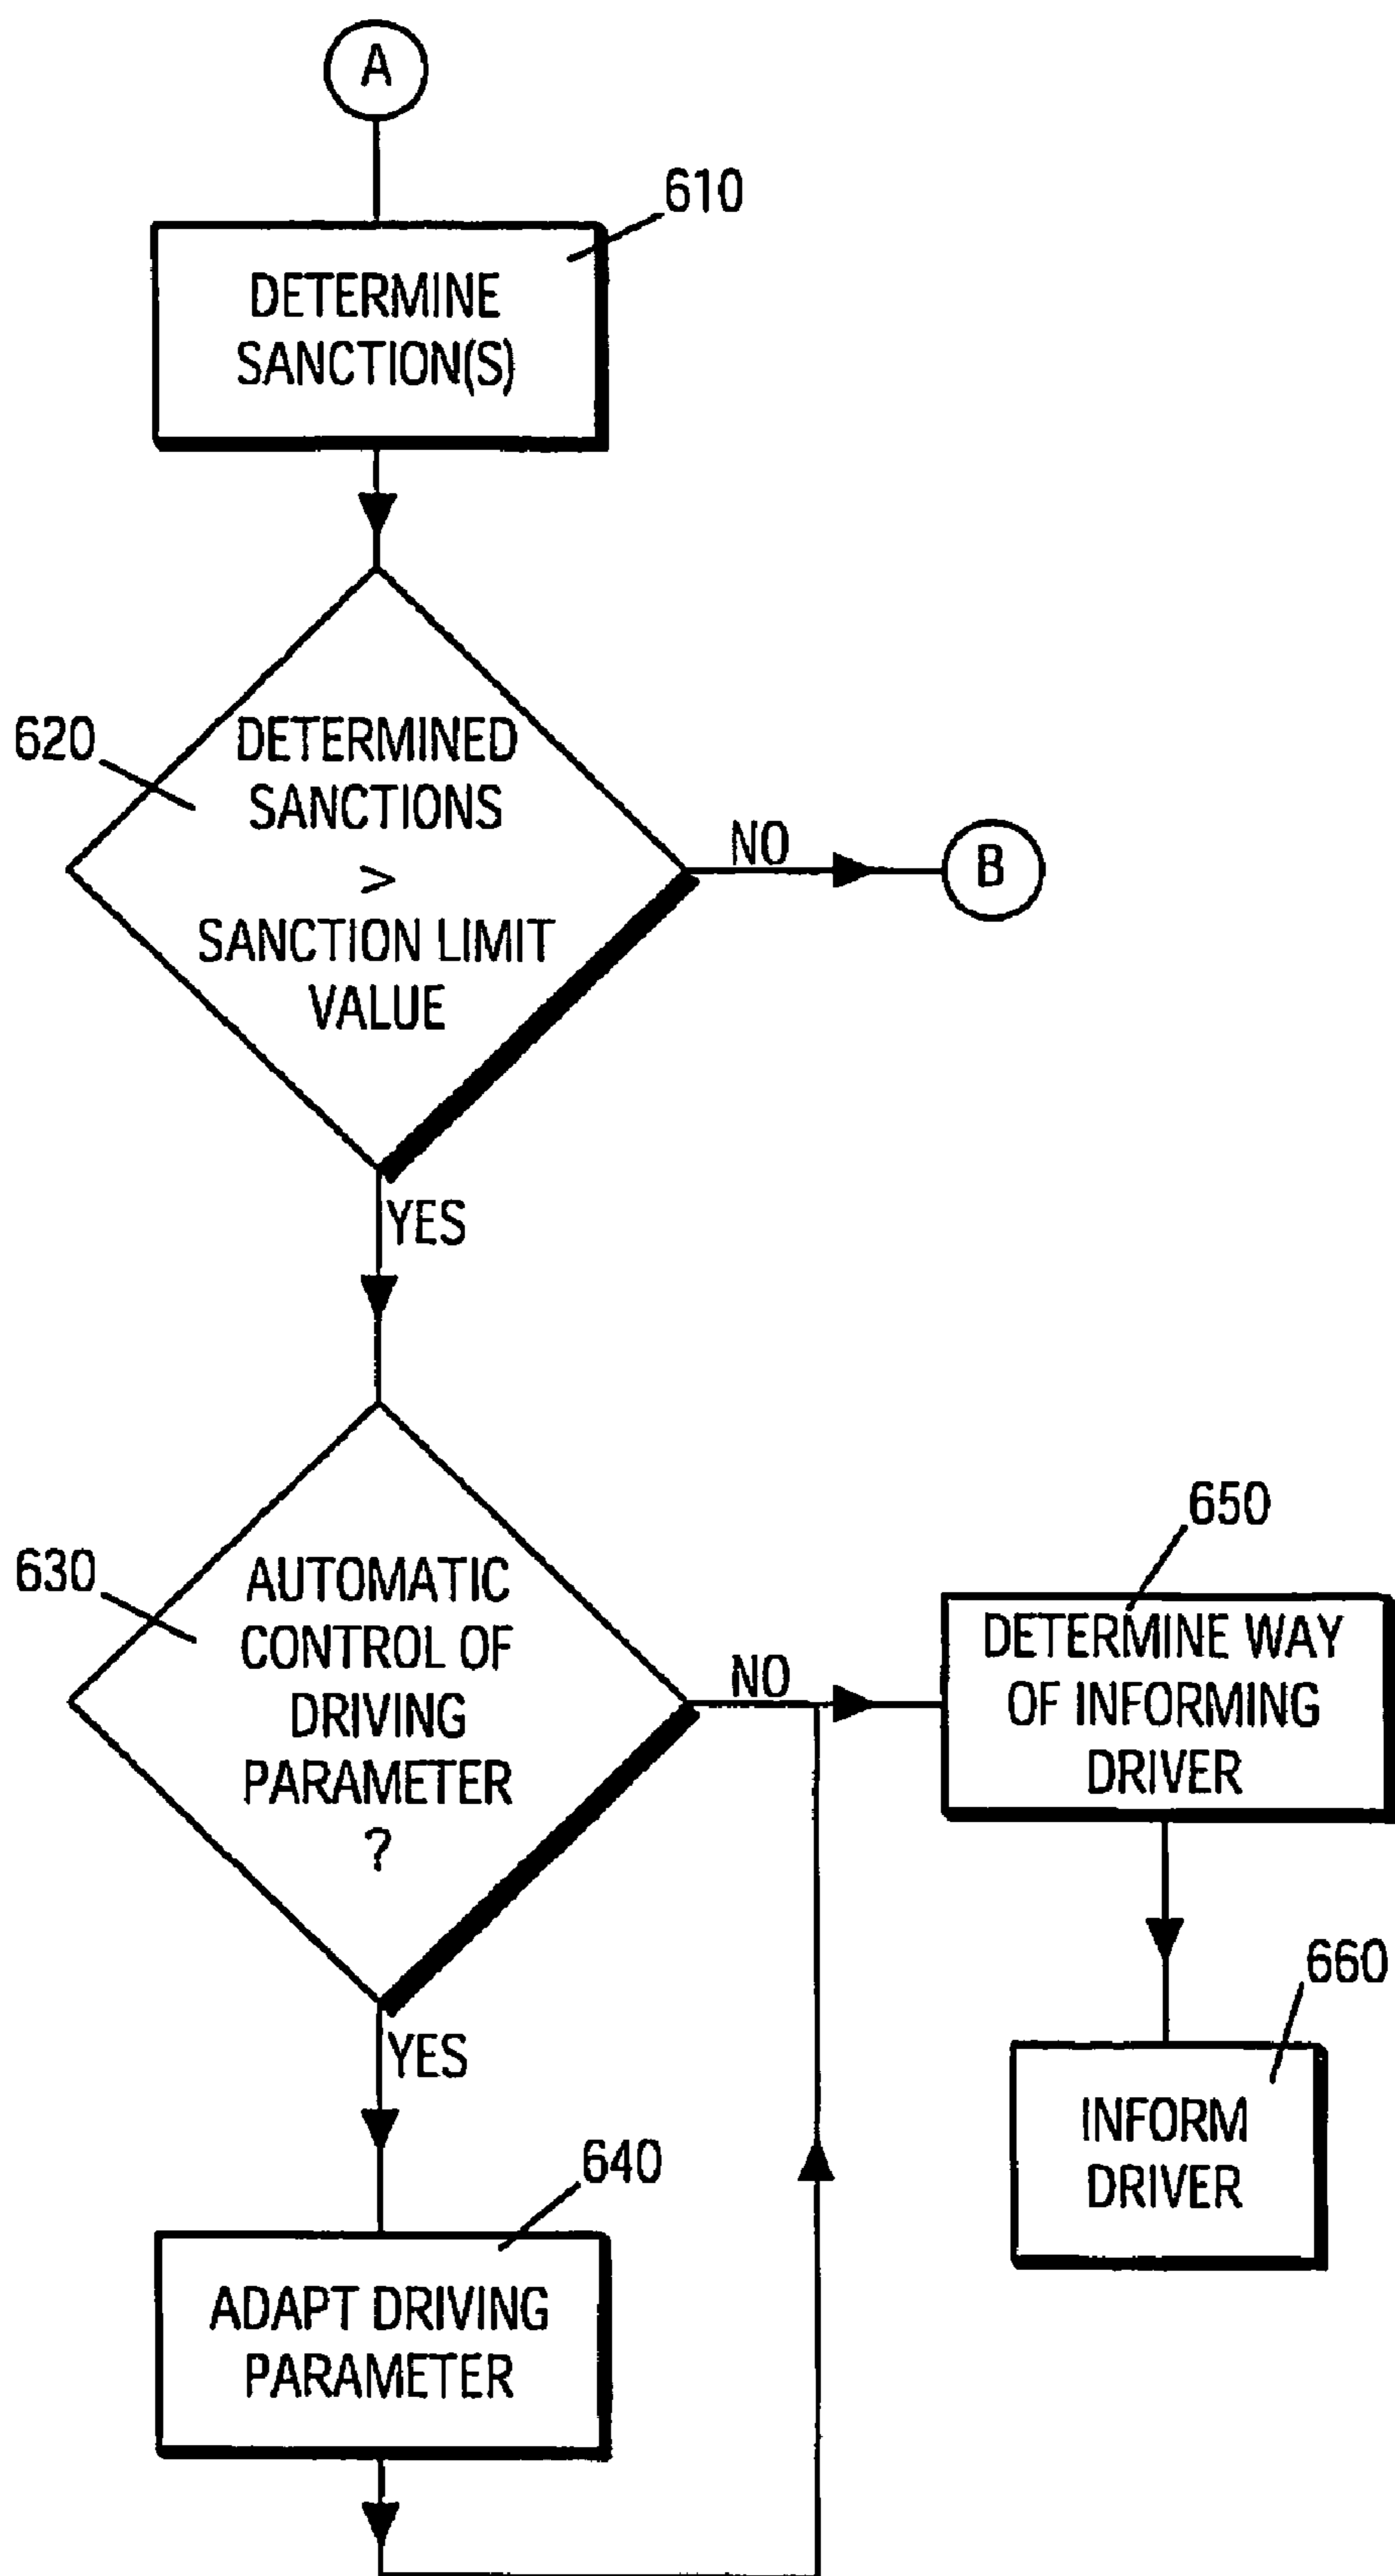 A
610
DETERMINE
SANCTION(S)
620
DETERMINED
SANCTIONS
>
SANCTION LIMIT
VALUE
NO
B
YES
630
AUTOMATIC
CONTROL OF
DRIVING
PARAMETER
?
NO
650
DETERMINE WAY
OF INFORMING
DRIVER
660
INFORM
DRIVER
YES
640
ADAPT DRIVING
PARAMETER